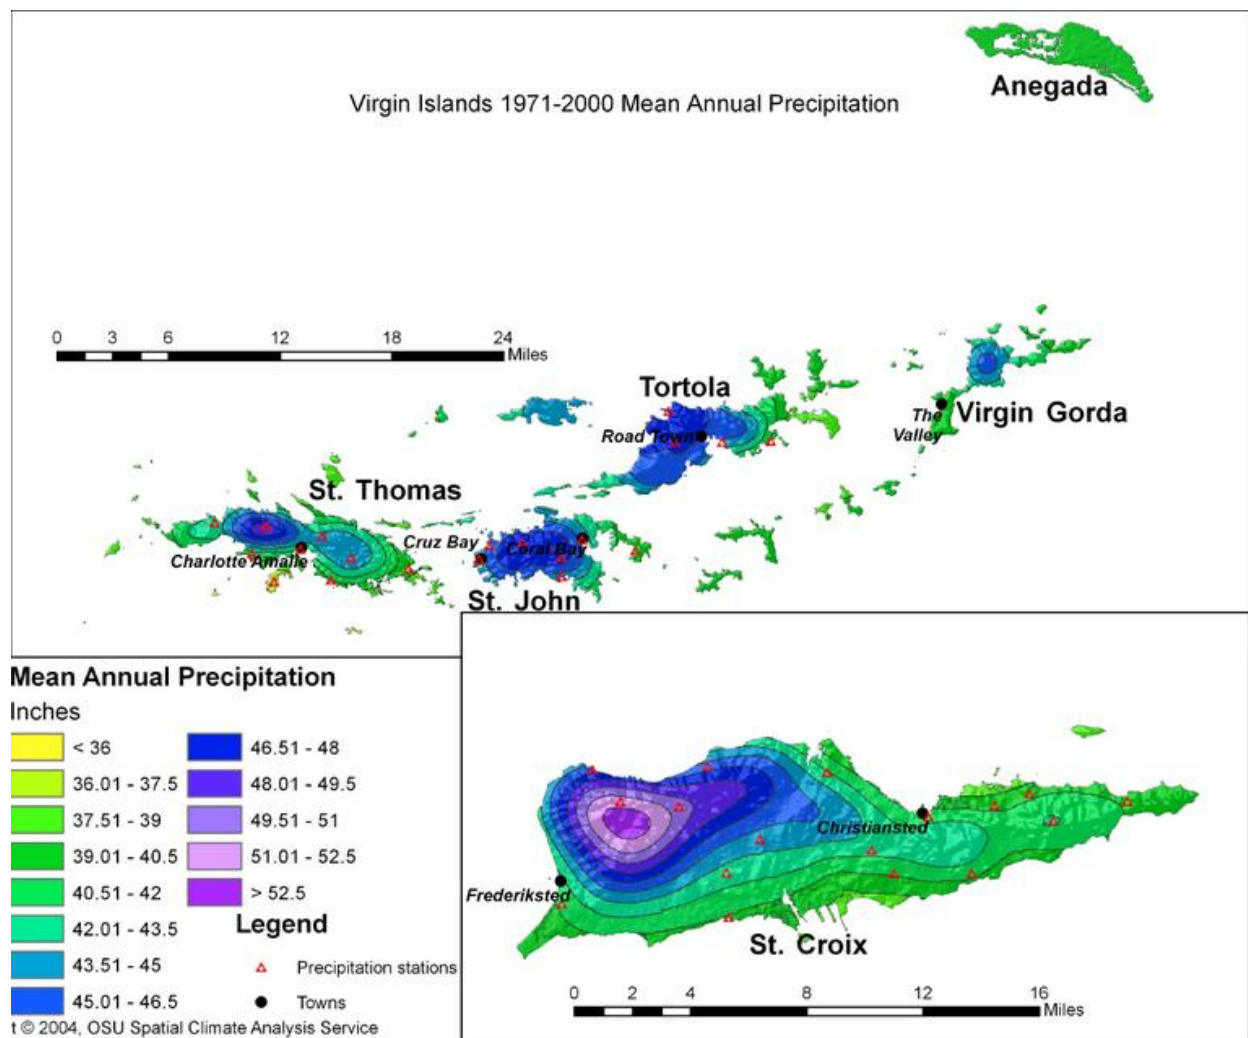 Anegada
Virgin Islands 1971-2000 Mean Annual Precipitation
0 3 6 12 18 24
Miles
Tortola
Road Town
The
Valley
Virgin Gorda
St. Thomas
Charlotte Amalie
Cruz Bay
Coral Bay
St. John
Mean Annual Precipitation
Inches
< 36
36.01 - 37.5
37.51 - 39
39.01 - 40.5
40.51 - 42
42.01 - 43.5
43.51 - 45
45.01 - 46.5
46.51 - 48
48.01 - 49.5
49.51 - 51
51.01 - 52.5
> 52.5
Legend
Precipitation stations
Towns
t © 2004, OSU Spatial Climate Analysis Service
Christiansted
Frederiksted
St. Croix
0 2 4 8 12 16
Miles